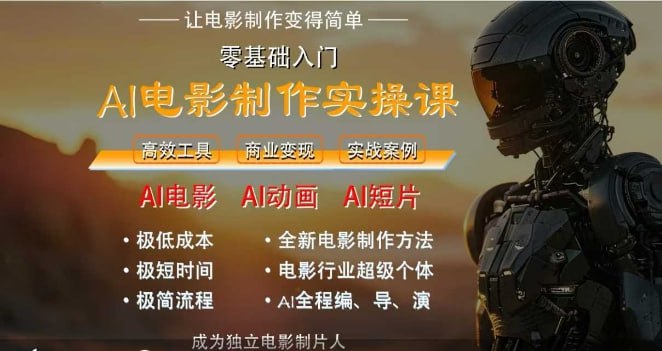 让电影制作变得简单
零基础入门
AI电影制作实操课
高效工具 商业变现 实战案例
AI电影 AI动画 AI短片
• 极低成本 • 全新电影制作方法
• 极短时间 • 电影行业超级个体
• 极简流程 • AI全程编、导、演
成为独立电影制片人